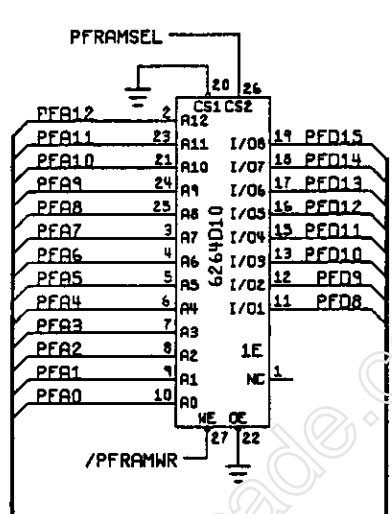 PFRAMSEL
20 26
CS1 CS2
PFA12 2 A12
PFA11 23 A11 I/O8 19 PFD15
PFA10 21 A10 I/O7 18 PFD14
PFA9 24 A9 I/O6 17 PFD13
PFA8 25 A8 I/O5 16 PFD12
PFA7 3 A7 I/O4 15 PFD11
PFA6 4 A6 I/O3 13 PFD10
PFA5 5 A5 I/O2 12 PFD9
PFA4 6 A4 I/O1 11 PFD8
6264D10
PFA3 7 A3
PFA2 8 A2 1E
PFA1 9 A1 NC 1
PFA0 10 A0
WE OE
27 22
/PFRAMWR